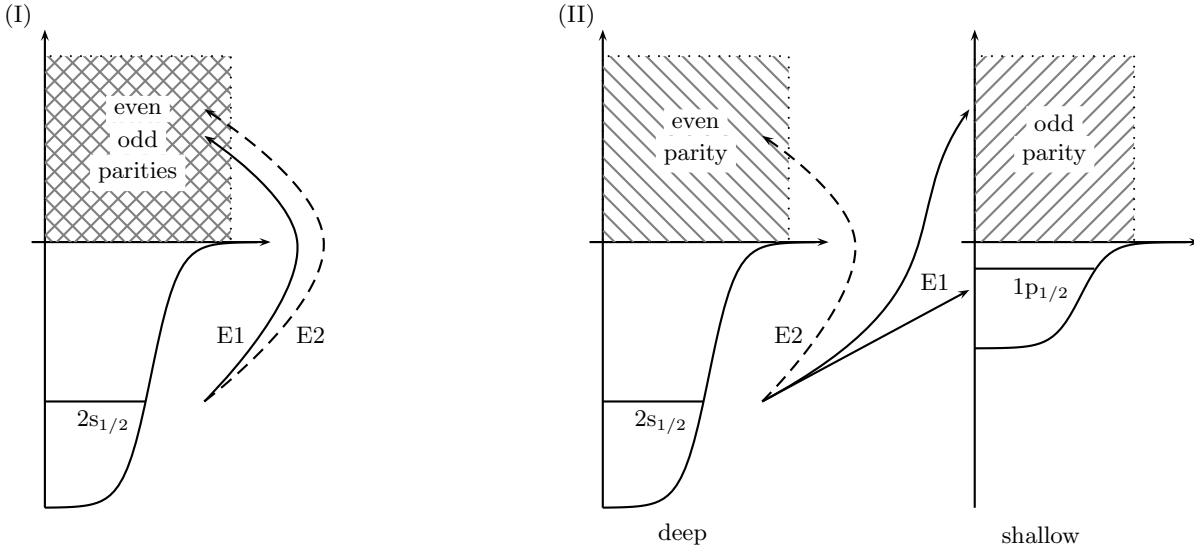 (I)
even
odd
parities
E1
E2
2s1/2
(II)
even
parity
E2
2s1/2
deep
E1
odd
parity
1p1/2
shallow